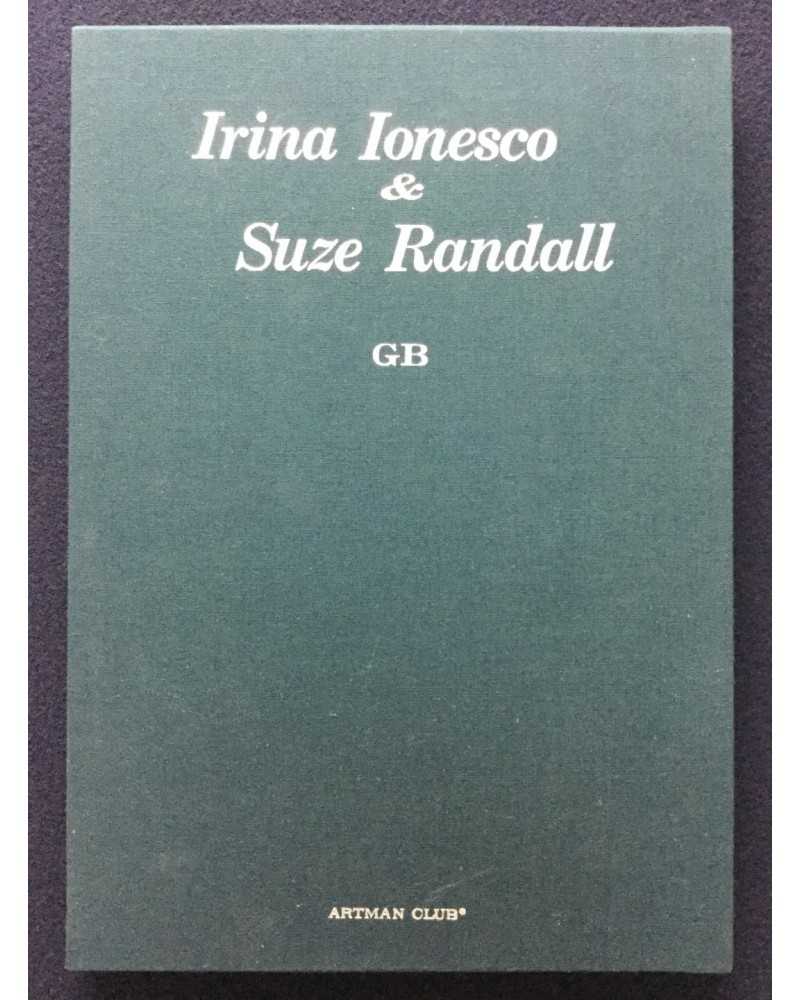 Irina Ionesco
&
Suze Randall
GB
ARTMAN CLUB®